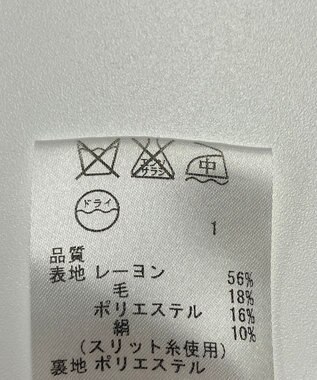 エンソ
サラシ
中
ドライ
1
品質
表地 レーヨン 56%
毛 18%
ポリエステル 16%
絹 10%
(スリット糸使用)
裏地 ポリエステル